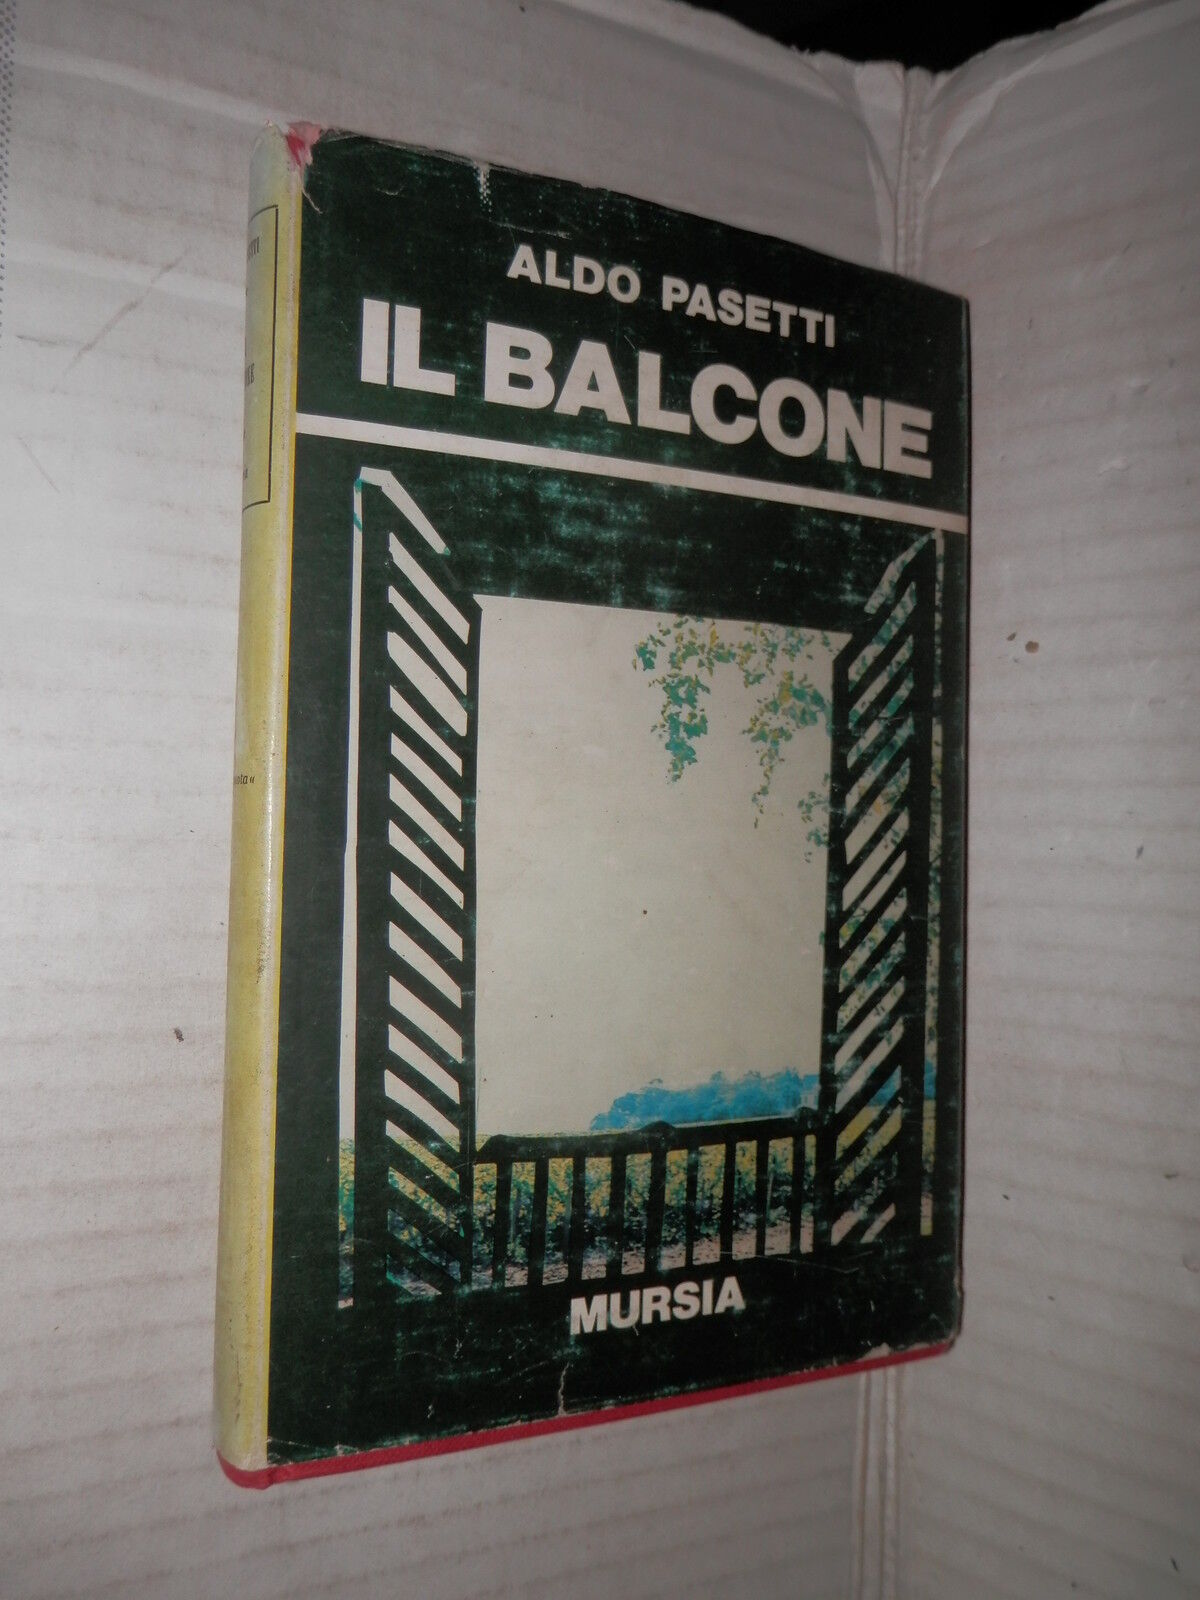 ALDO PASETTI
IL BALCONE
MURSIA